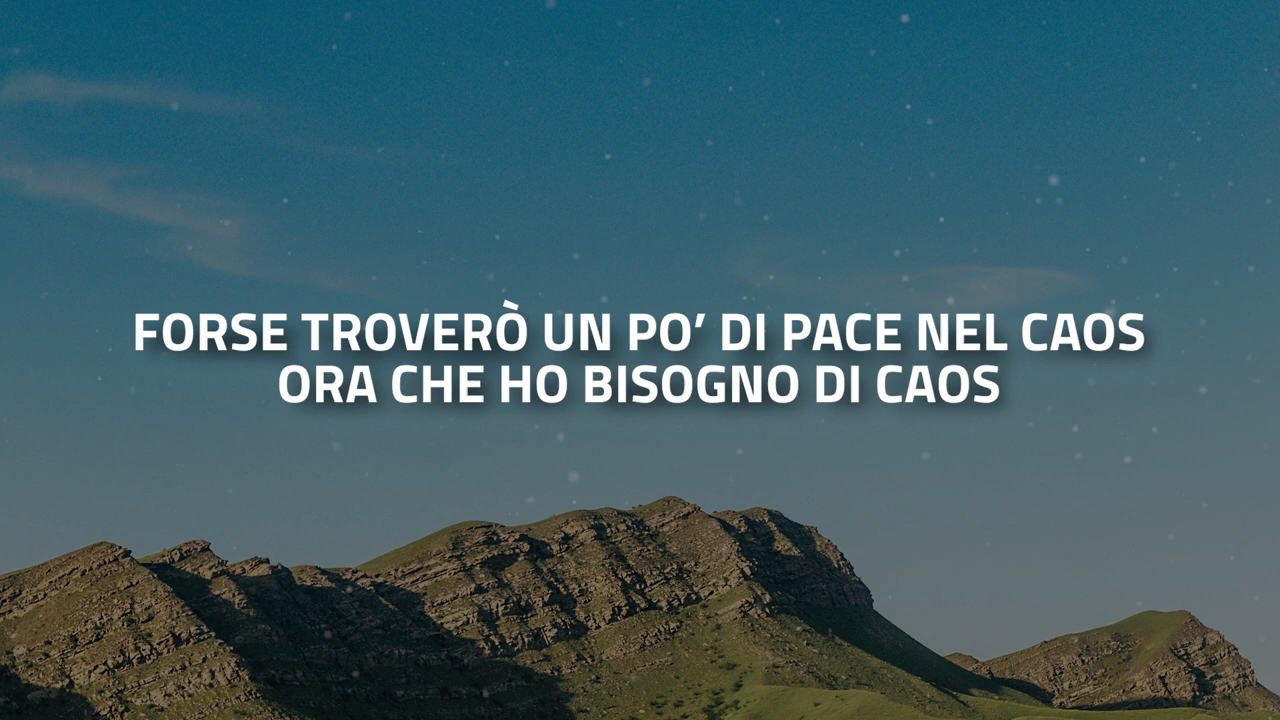 FORSE TROVERÒ UN PO’ DI PACE NEL CAOS
ORA CHE HO BISOGNO DI CAOS